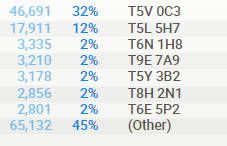 46,691 32% T5V 0C3
17,911 12% T5L 5H7
3,335 2% T6N 1H8
3,210 2% T9E 7A9
3,178 2% T5Y 3B2
2,856 2% T8H 2N1
2,801 2% T6E 5P2
65,132 45% (Other)